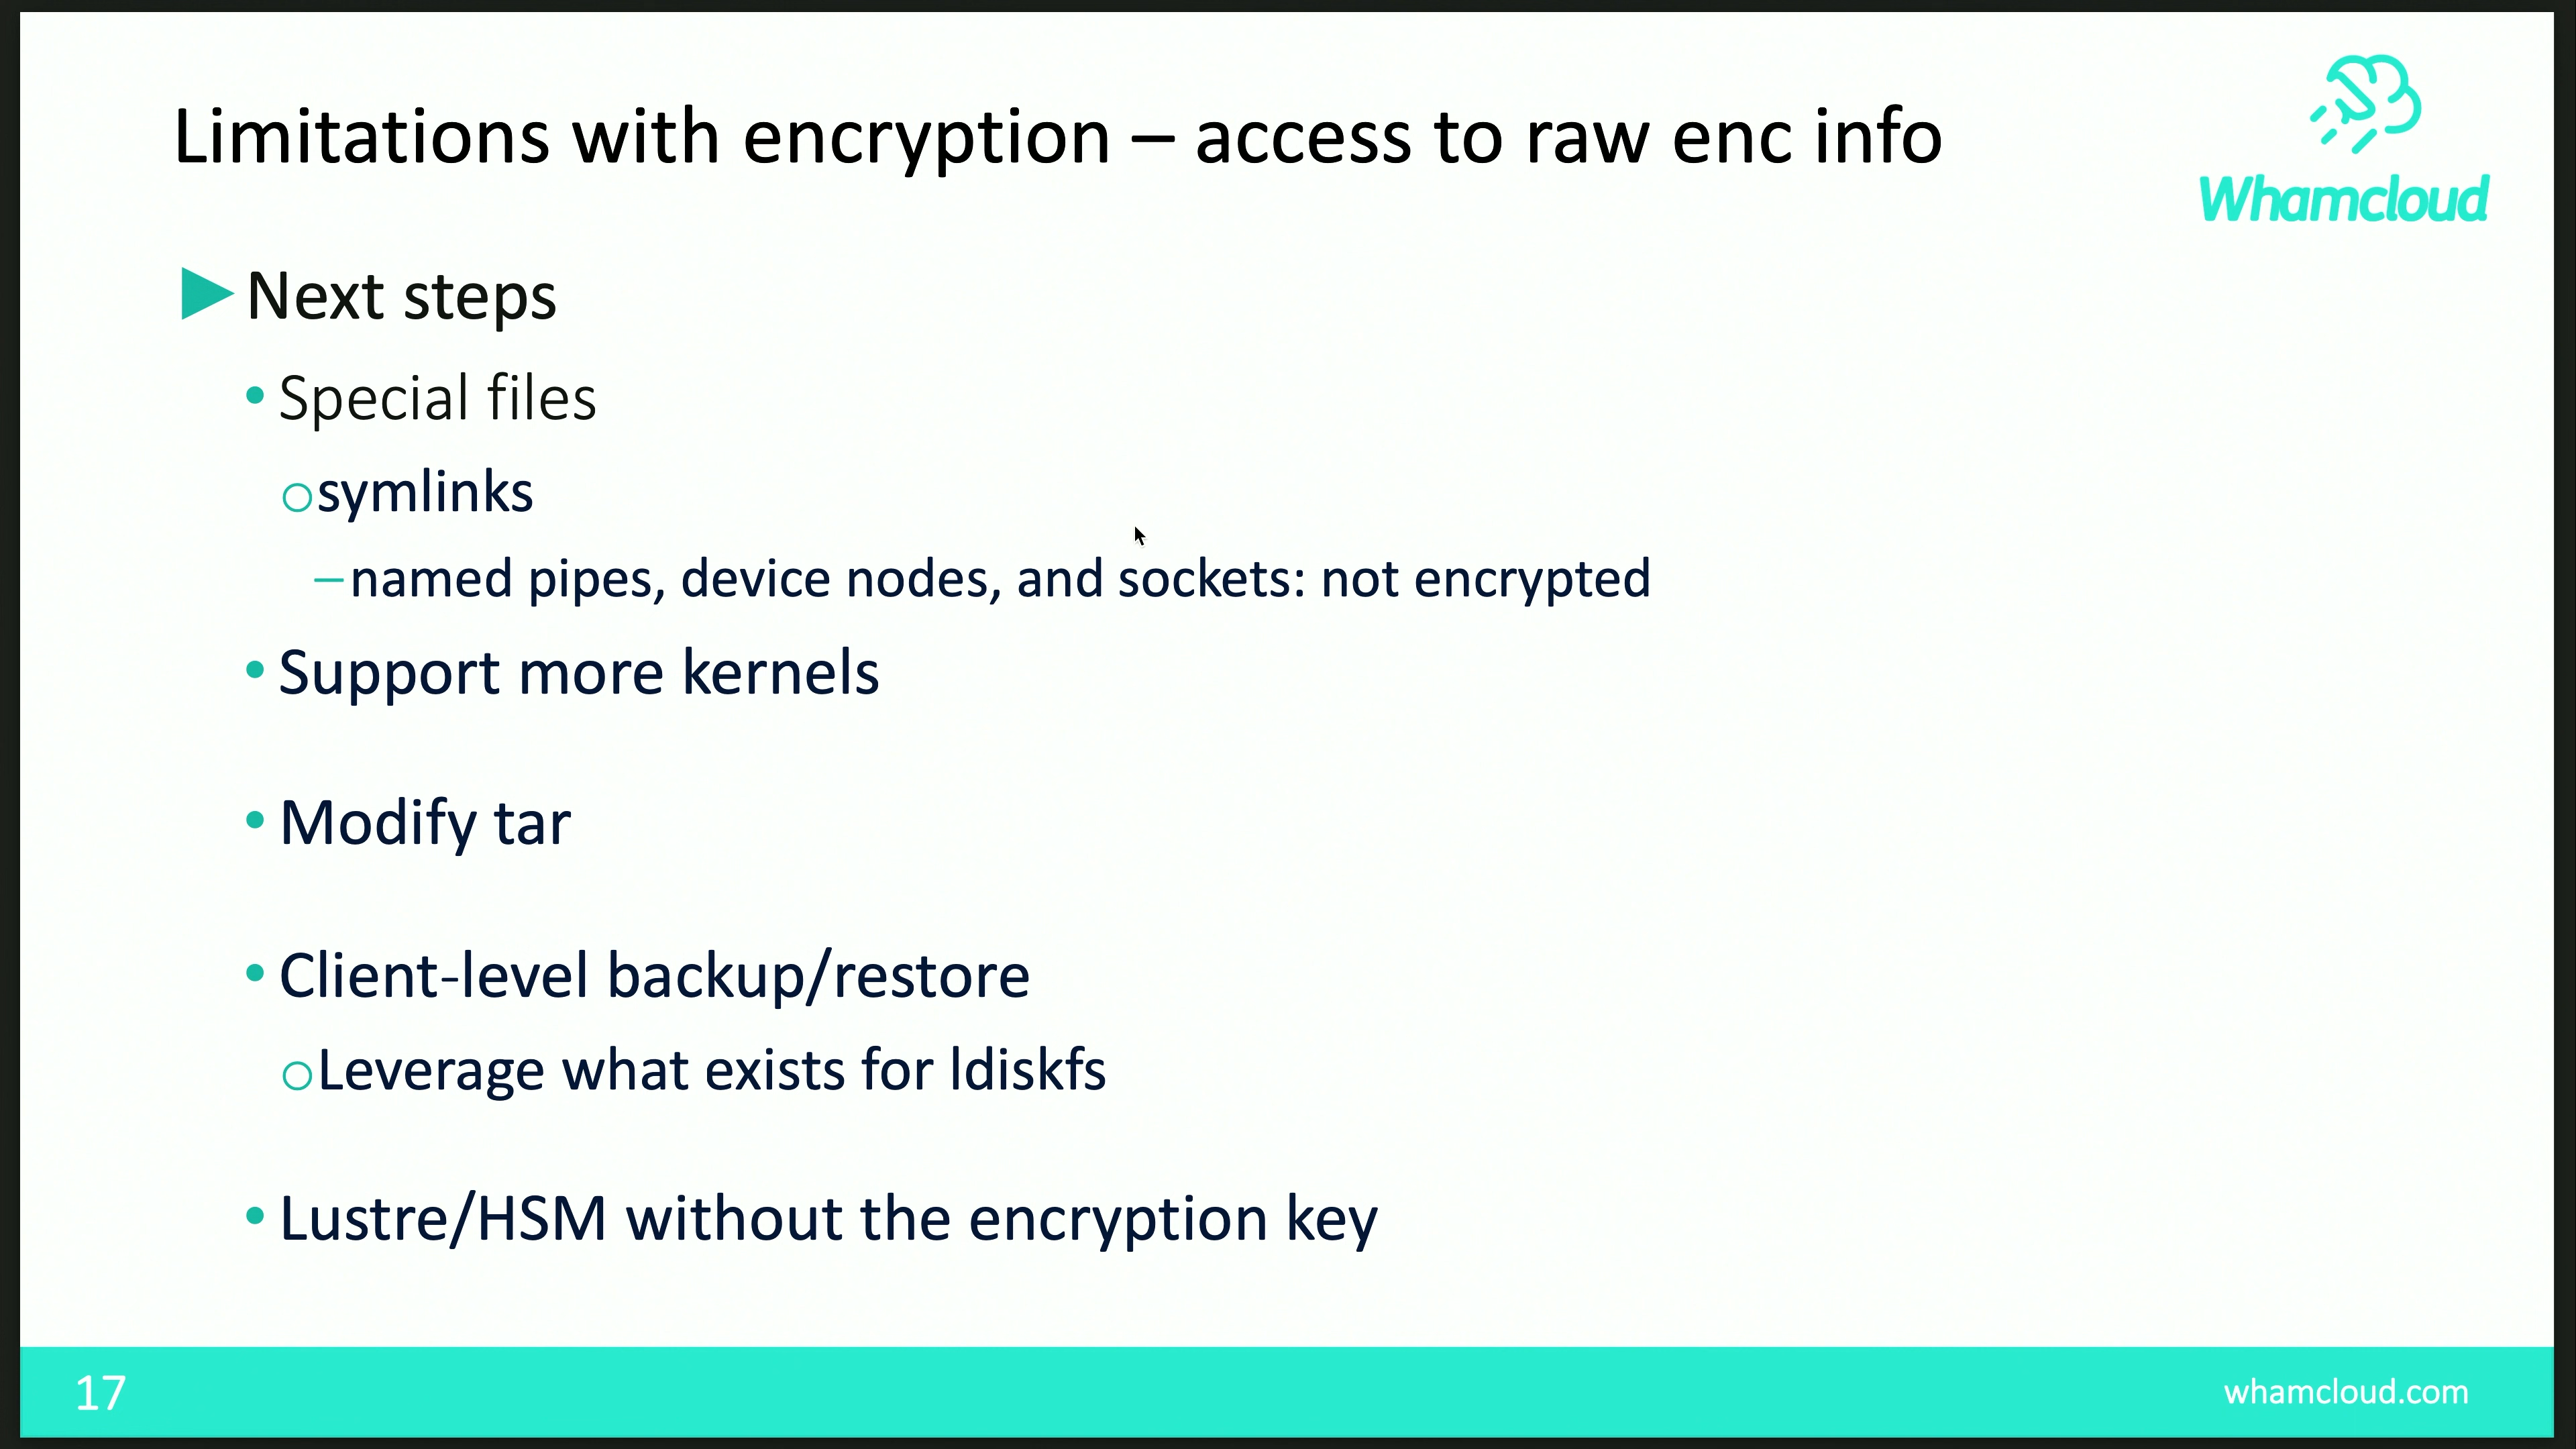 Limitations with encryption – access to raw enc info
Whamcloud
Next steps
• Special files
○symlinks
–named pipes, device nodes, and sockets: not encrypted
• Support more kernels
• Modify tar
• Client-level backup/restore
○Leverage what exists for ldiskfs
• Lustre/HSM without the encryption key
17
whamcloud.com